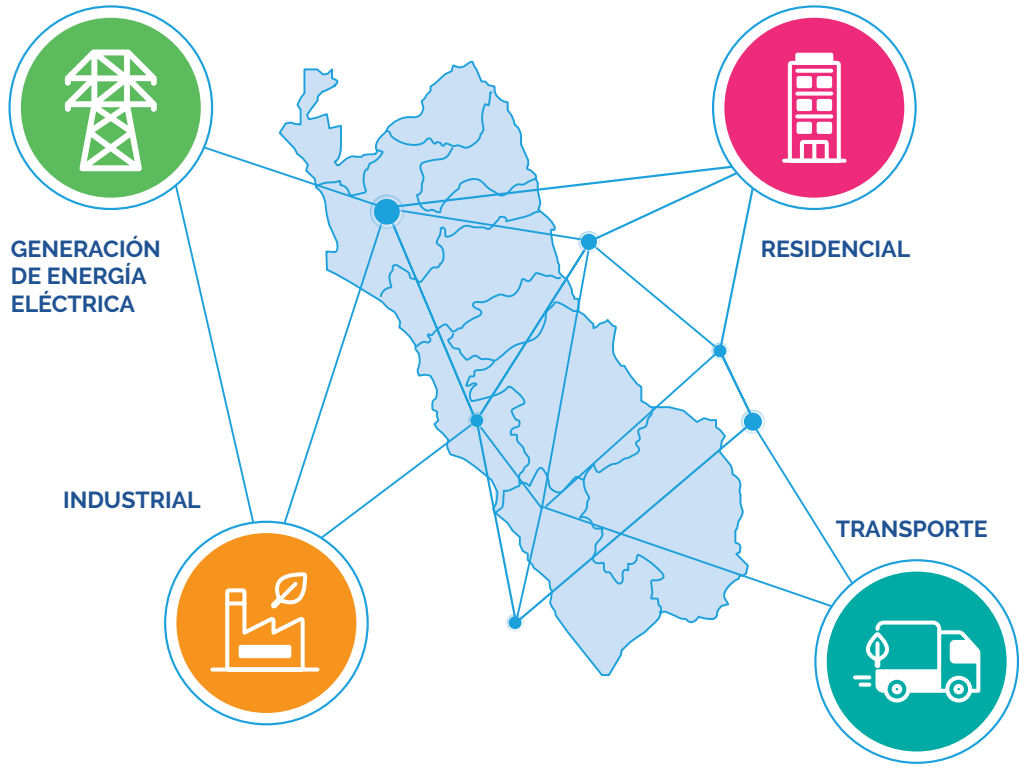 GENERACIÓN
DE ENERGÍA
ELÉCTRICA
RESIDENCIAL
INDUSTRIAL
TRANSPORTE